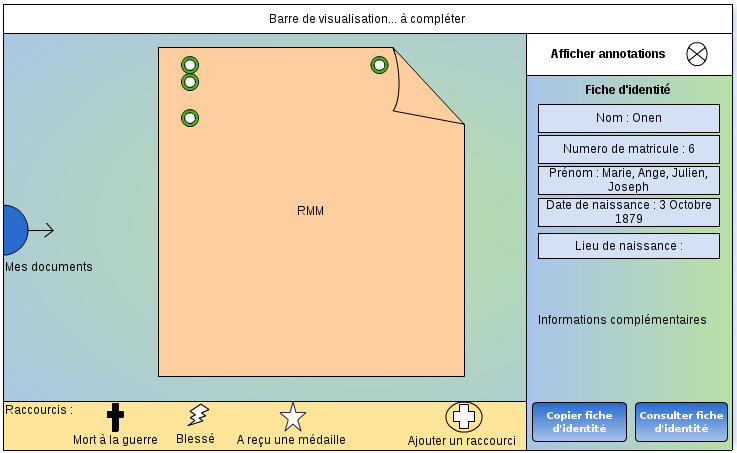 Barre de visualisation... à compléter
Afficher annotations
Fiche d'identité
Nom : Onen
Numero de matricule : 6
Prénom : Marie, Ange, Julien,
Joseph
Date de naissance : 3 Octobre
1879
Lieu de naissance :
RMM
Mes documents
Informations complémentaires
Raccourcis :
Mort à la guerre
Blessé
A reçu une médaille
Ajouter un raccourci
Copier fiche
d'identité
Consulter fiche
d'identité